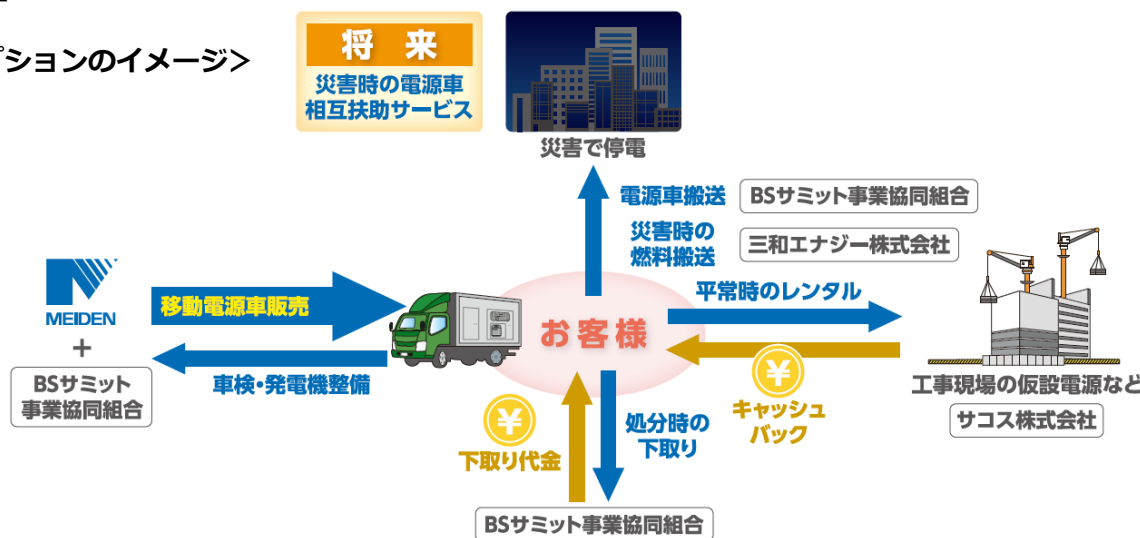 プションのイメージ>
将 来
災害時の電源車
相互扶助サービス
災害で停電
電源車搬送
BSサミット事業協同組合
災害時の
燃料搬送
三和エナジー株式会社
平常時のレンタル
MEIDEN
+
BSサミット
事業協同組合
移動電源車販売
車検・発電機整備
お客様
¥
キャッシュ
バック
工事現場の仮設電源など
サコス株式会社
¥
下取り代金
処分時の
下取り
BSサミット事業協同組合